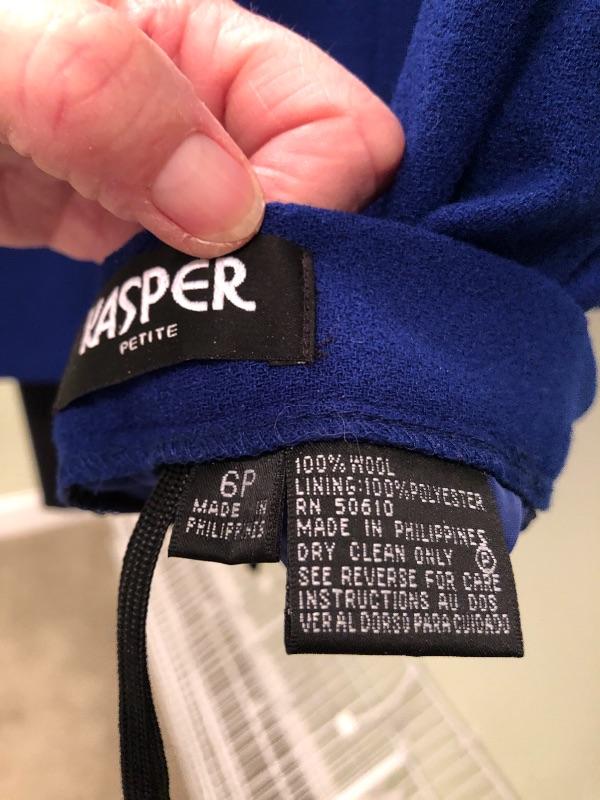 KASPER
PETITE
6P
MADE IN
PHILIPPINES
100% WOOL
LINING:100%POLYESTER
RN 50610
MADE IN PHILIPPINES
DRY CLEAN ONLY Ⓟ
SEE REVERSE FOR CARE
INSTRUCTIONS AU DOS
VER AL DORSO PARA CUIDADO